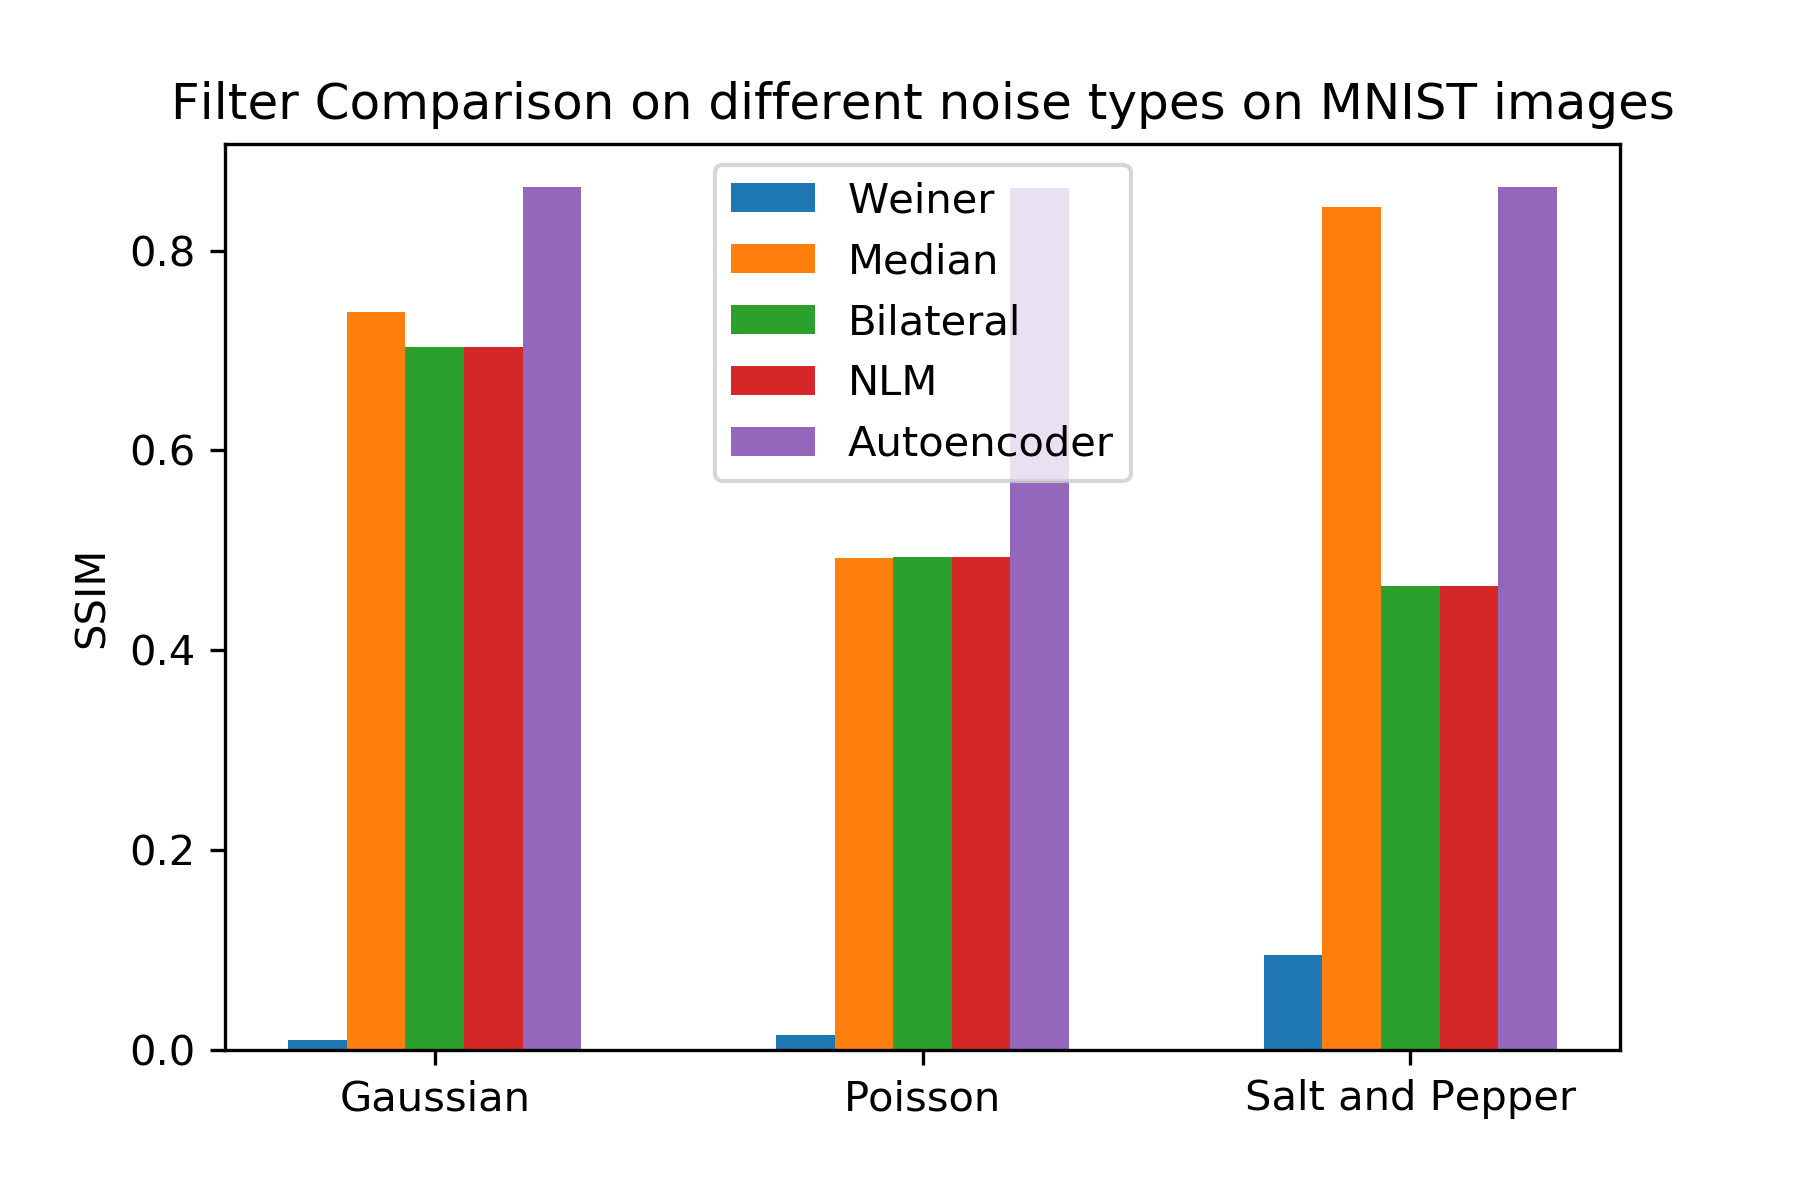 Filter Comparison on different noise types on MNIST images
Weiner
Median
Bilateral
NLM
Autoencoder
SSIM
0.8
0.6
0.4
0.2
0.0
Gaussian
Poisson
Salt and Pepper